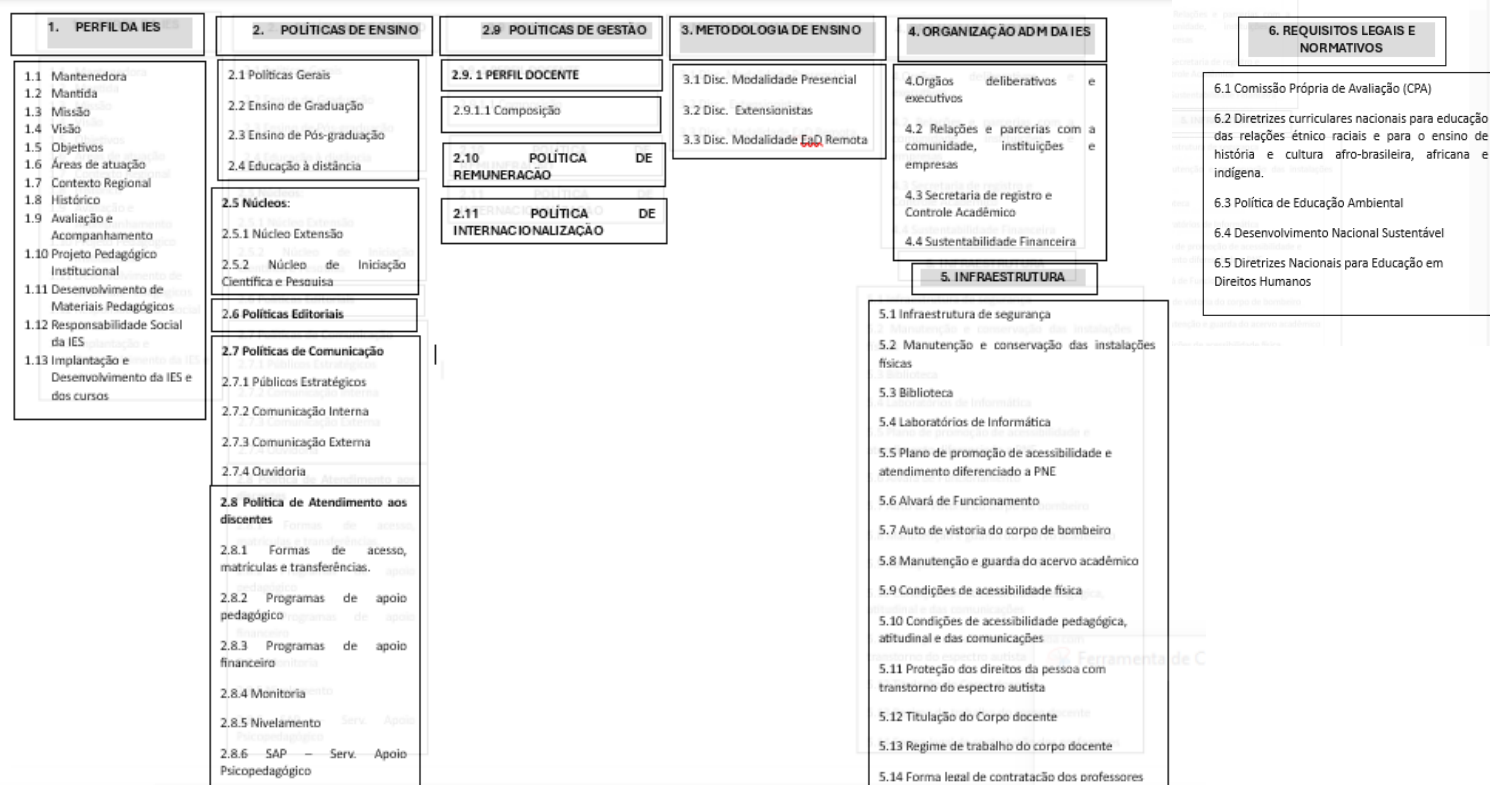 1. PERFIL DA IES
1.1 Mantenedora
1.2 Mantida
1.3 Missão
1.4 Visão
1.5 Objetivos
1.6 Áreas de atuação
1.7 Contexto Regional
1.8 Histórico
1.9 Avaliação e
Acompanhamento
1.10 Projeto Pedagógico
Institucional
1.11 Desenvolvimento de
Materiais Pedagógicos
1.12 Responsabilidade Social
da IES
1.13 Implantação e
Desenvolvimento da IES e
dos cursos
2. POLÍTICAS DE ENSINO
2.1 Políticas Gerais
2.2 Ensino de Graduação
2.3 Ensino de Pós-graduação
2.4 Educação à distância
2.5 Núcleos:
2.5.1 Núcleo Extensão
2.5.2 Núcleo de Iniciação
Científica e Pesquisa
2.6 Políticas Editoriais
2.7 Políticas de Comunicação
2.7.1 Públicos Estratégicos
2.7.2 Comunicação Interna
2.7.3 Comunicação Externa
2.7.4 Ouvidoria
2.8 Política de Atendimento aos
discentes
2.8.1 Formas de acesso,
matrículas e transferências.
2.8.2 Programas de apoio
pedagógico
2.8.3 Programas de apoio
financeiro
2.8.4 Monitoria
2.8.5 Nivelamento
2.8.6 SAP – Serv. Apoio
Psicopedagógico
2.9 POLÍTICAS DE GESTÃO
2.9. 1 PERFIL DOCENTE
2.9.1.1 Composição
2.10 POLÍTICA DE
REMUNERACÃO
2.11 POLÍTICA DE
INTERNACIONALIZAÇÃO
3. METODOLOGIA DE ENSINO
3.1 Disc. Modalidade Presencial
3.2 Disc. Extensionistas
3.3 Disc. Modalidade EaD Remota
4. ORGANIZAÇÃO ADM DA IES
4.Orgãos deliberativos e
executivos
4.2 Relações e parcerias com a
comunidade, instituições e
empresas
4.3 Secretaria de registro e
Controle Acadêmico
4.4 Sustentabilidade Financeira
5. INFRAESTRUTURA
5.1 Infraestrutura de segurança
5.2 Manutenção e conservação das instalações
físicas
5.3 Biblioteca
5.4 Laboratórios de Informática
5.5 Plano de promoção de acessibilidade e
atendimento diferenciado a PNE
5.6 Alvará de Funcionamento
5.7 Auto de vistoria do corpo de bombeiro
5.8 Manutenção e guarda do acervo acadêmico
5.9 Condições de acessibilidade física
5.10 Condições de acessibilidade pedagógica,
atitudinal e das comunicações
5.11 Proteção dos direitos da pessoa com
transtorno do espectro autista
5.12 Titulação do Corpo docente
5.13 Regime de trabalho do corpo docente
5.14 Forma legal de contratação dos professores
Ferramenta de C
6. REQUISITOS LEGAIS E
NORMATIVOS
6.1 Comissão Própria de Avaliação (CPA)
6.2 Diretrizes curriculares nacionais para educação
das relações étnico raciais e para o ensino de
história e cultura afro-brasileira, africana e
indígena.
6.3 Política de Educação Ambiental
6.4 Desenvolvimento Nacional Sustentável
6.5 Diretrizes Nacionais para Educação em
Direitos Humanos